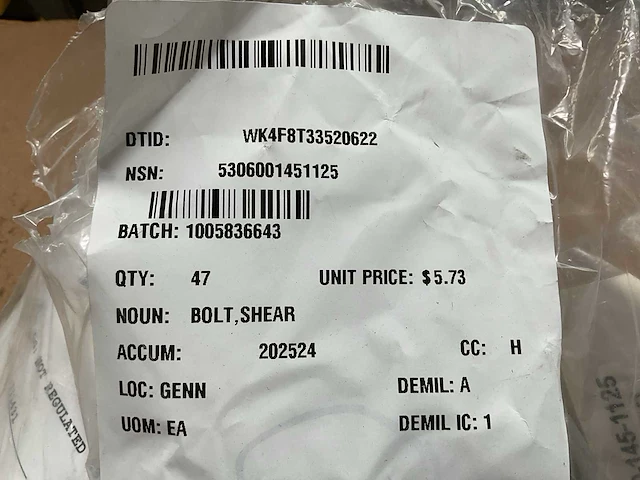 DTID: WK4F8T33520622
NSN: 5306001451125
BATCH: 1005836643
QTY: 47 UNIT PRICE: $5.73
NOUN: BOLT,SHEAR
ACCUM: 202524 CC: H
LOC: GENN DEMIL: A
UOM: EA DEMIL IC: 1
NOT REGULATED
145-1125